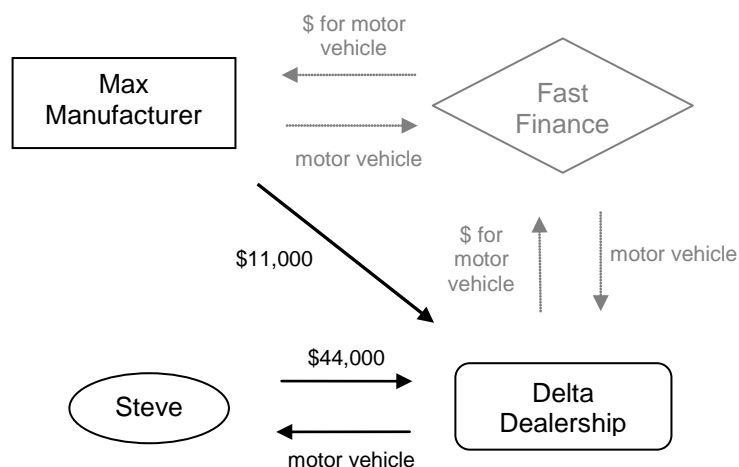 $ for motor
vehicle
Max
Manufacturer
Fast
Finance
motor vehicle
$11,000
$ for
motor
vehicle
motor vehicle
$44,000
Steve
Delta
Dealership
motor vehicle